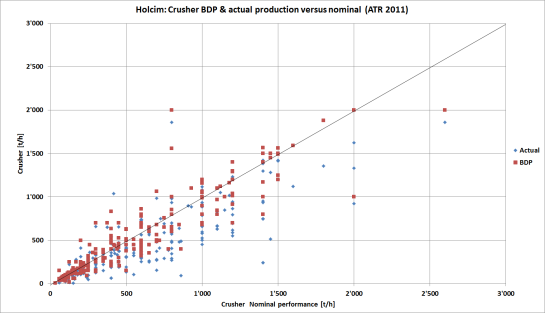 Holcim: Crusher BDP & actual production versus nominal (ATR 2011)
3'000
2'500
2'000
1'500
1'000
500
0
Crusher [t/h]
0 500 1'000 1'500 2'000 2'500 3'000
Crusher Nominal performance [t/h]
Actual
BDP